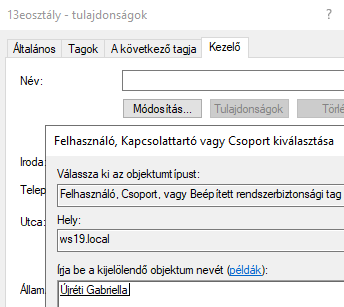 13eosztály - tulajdonságok
Általános Tagok A következő tagja Kezelő
Név:
Módosítás... Tulajdonságok
Felhasználó, Kapcsolattartó vagy Csoport kiválasztása
Iroda:
Válassza ki az objektumtípust:
Felhasználó, Csoport, vagy Beépített rendszerbiztonsági tag
Utca:
Hely:
ws19.local
Írja be a kijelölendő objektum nevét (példák):
Állam
Újréti Gabriella